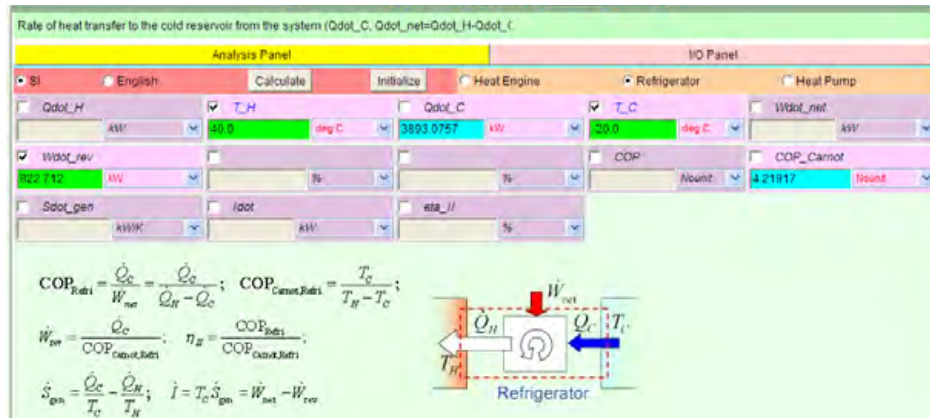 Rate of heat transfer to the cold reservoir from the system (Qdot_C, Qdot_net=Qdot_H-Qdot_C
Analysis Panel I/O Panel
SI English Calculate Initialize Heat Engine Refrigerator Heat Pump
Qdot_H T_H Qdot_C T_C Wdot_net
kW 40.0 deg C 3893.0757 kW -20.0 deg C kW
Wdot_rev COP COP_Carnot
922.712 kW % % Nounit 4.21917 Nounit
Sdot_gen Idot eta_II
kW/K kW %
COP_Refri = Q̇_C / Ẇ_net = Q̇_C / (Q̇_H − Q̇_C); COP_Carnot,Refri = T_C / (T_H − T_C);
Ẇ_rev = Q̇_C / COP_Carnot,Refri; η_II = COP_Refri / COP_Carnot,Refri;
Ṡ_gen = Q̇_C / T_C − Q̇_H / T_H; İ = T_C Ṡ_gen = Ẇ_net − Ẇ_rev
Ẇ_net
Q̇_H Q̇_C T_C
T_H
Refrigerator